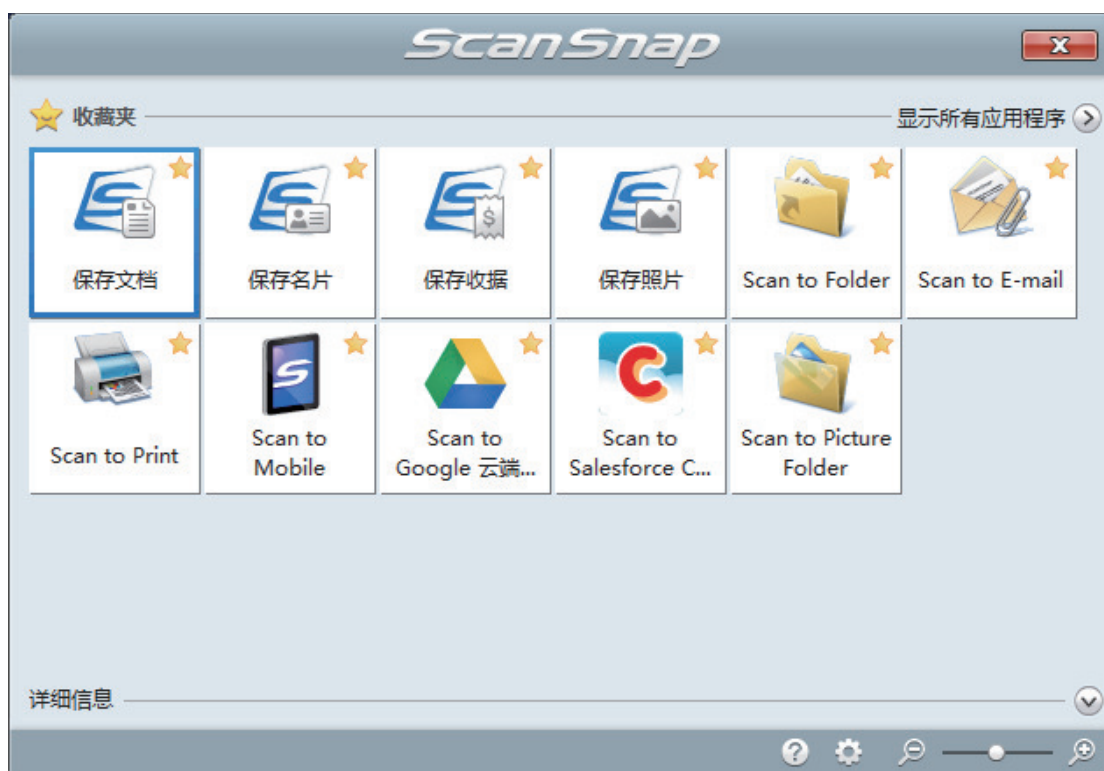 ScanSnap
收藏夹
显示所有应用程序
保存文档
保存名片
保存收据
保存照片
Scan to Folder
Scan to E-mail
Scan to Print
Scan to
Mobile
Scan to
Google 云端...
Scan to
Salesforce C...
Scan to Picture
Folder
详细信息